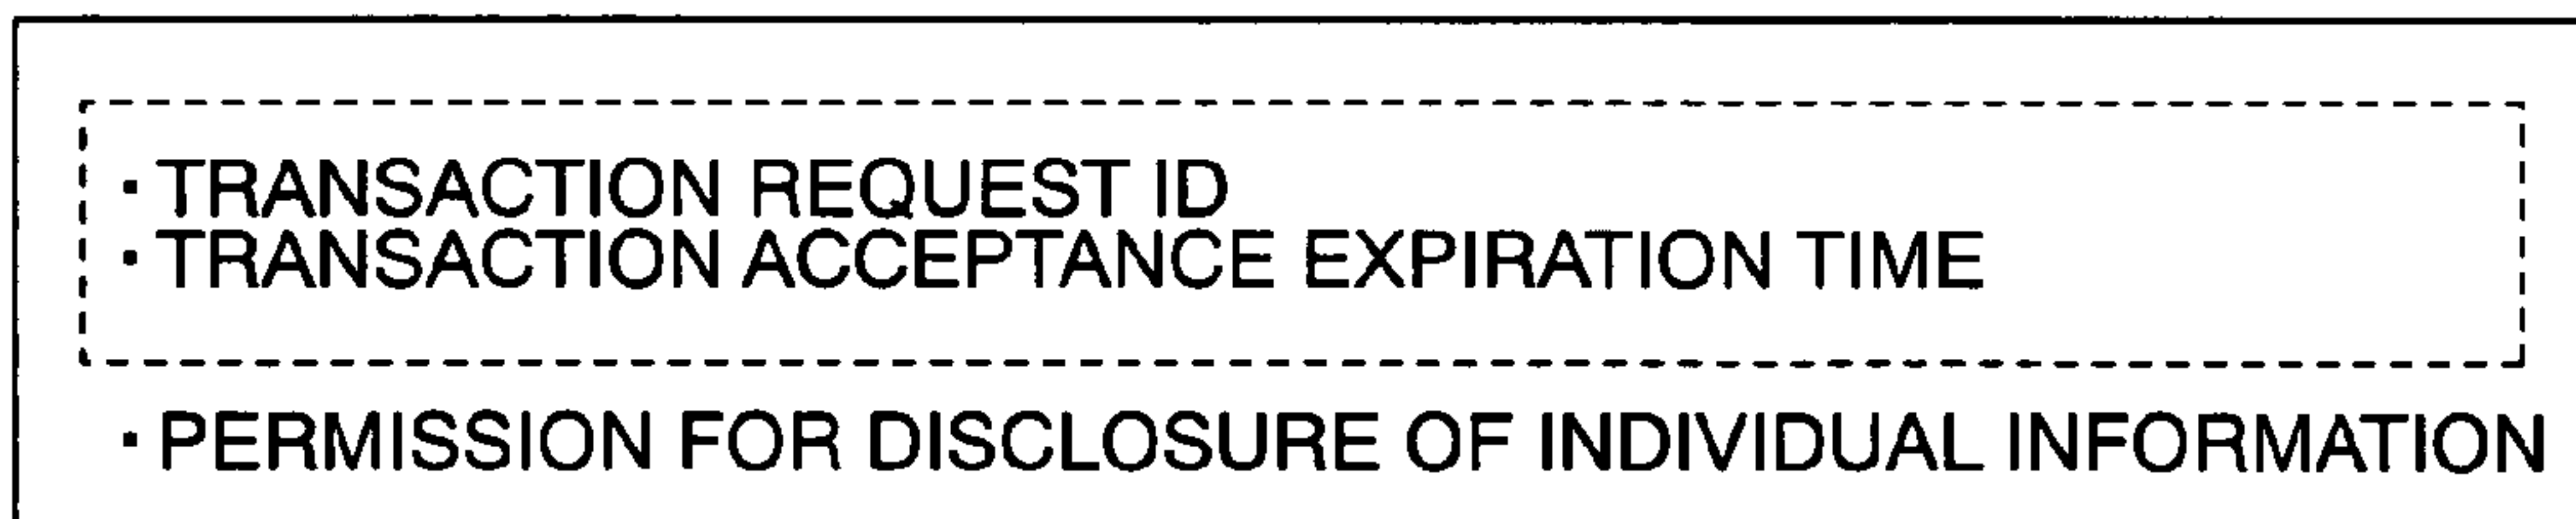 · TRANSACTION REQUEST ID
· TRANSACTION ACCEPTANCE EXPIRATION TIME
· PERMISSION FOR DISCLOSURE OF INDIVIDUAL INFORMATION